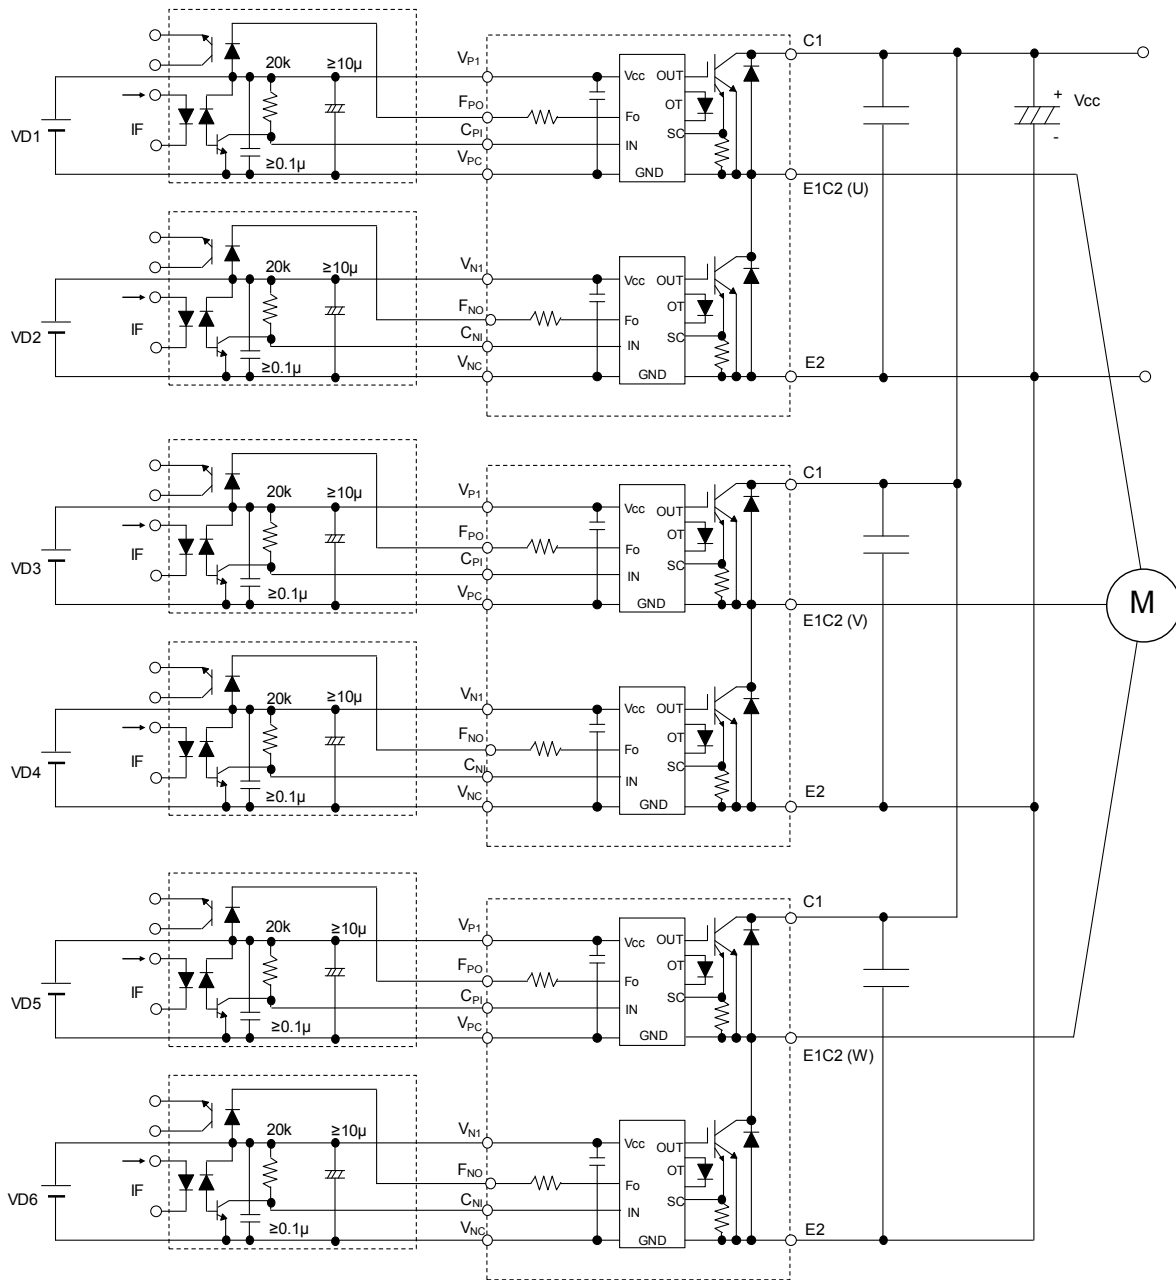 C1
20k
≥10µ
VP1
Vcc
OUT
+
Vcc
FPO
OT
Fo
IF
VD1
CPI
SC
-
IN
≥0.1µ
VPC
GND
E1C2 (U)
20k
≥10µ
VN1
Vcc
OUT
OT
FNO
Fo
IF
VD2
SC
CNI
IN
≥0.1µ
VNC
E2
GND
C1
20k
≥10µ
VP1
Vcc
OUT
OT
FPO
Fo
IF
CPI
SC
VD3
IN
≥0.1µ
VPC
GND
M
E1C2 (V)
20k
≥10µ
VN1
Vcc
OUT
FNO
OT
Fo
IF
VD4
CNI
SC
IN
≥0.1µ
VNC
E2
GND
C1
20k
≥10µ
VP1
Vcc
OUT
FPO
OT
Fo
IF
CPI
SC
VD5
IN
≥0.1µ
VPC
GND
E1C2 (W)
20k
≥10µ
VN1
Vcc
OUT
FNO
OT
Fo
IF
VD6
CNI
SC
IN
≥0.1µ
VNC
E2
GND